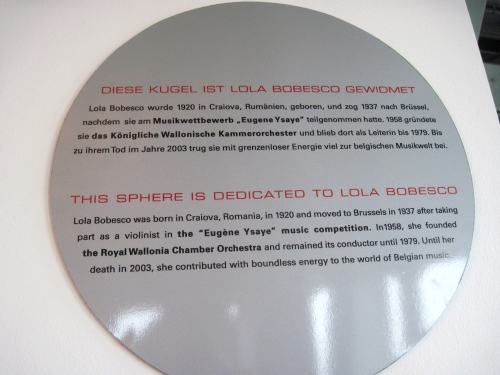 DIESE KUGEL IST LOLA BOBESCO GEWIDMET
Lola Bobesco wurde 1920 in Craiova, Rumänien, geboren, und zog 1937 nach Brüssel,
nachdem sie am Musikwettbewerb „Eugene Ysaye" teilgenommen hatte. 1958 gründete
sie das Königliche Wallonische Kammerorchester und blieb dort als Leiterin bis 1979. Bis
zu ihrem Tod im Jahre 2003 trug sie mit grenzenloser Energie viel zur belgischen Musikwelt bei.
THIS SPHERE IS DEDICATED TO LOLA BOBESCO
Lola Bobesco was born in Craiova, Romania, in 1920 and moved to Brussels in 1937 after taking
part as a violinist in the "Eugène Ysaye" music competition. In1958, she founded
the Royal Wallonia Chamber Orchestra and remained its conductor until 1979. Until her
death in 2003, she contributed with boundless energy to the world of Belgian music.